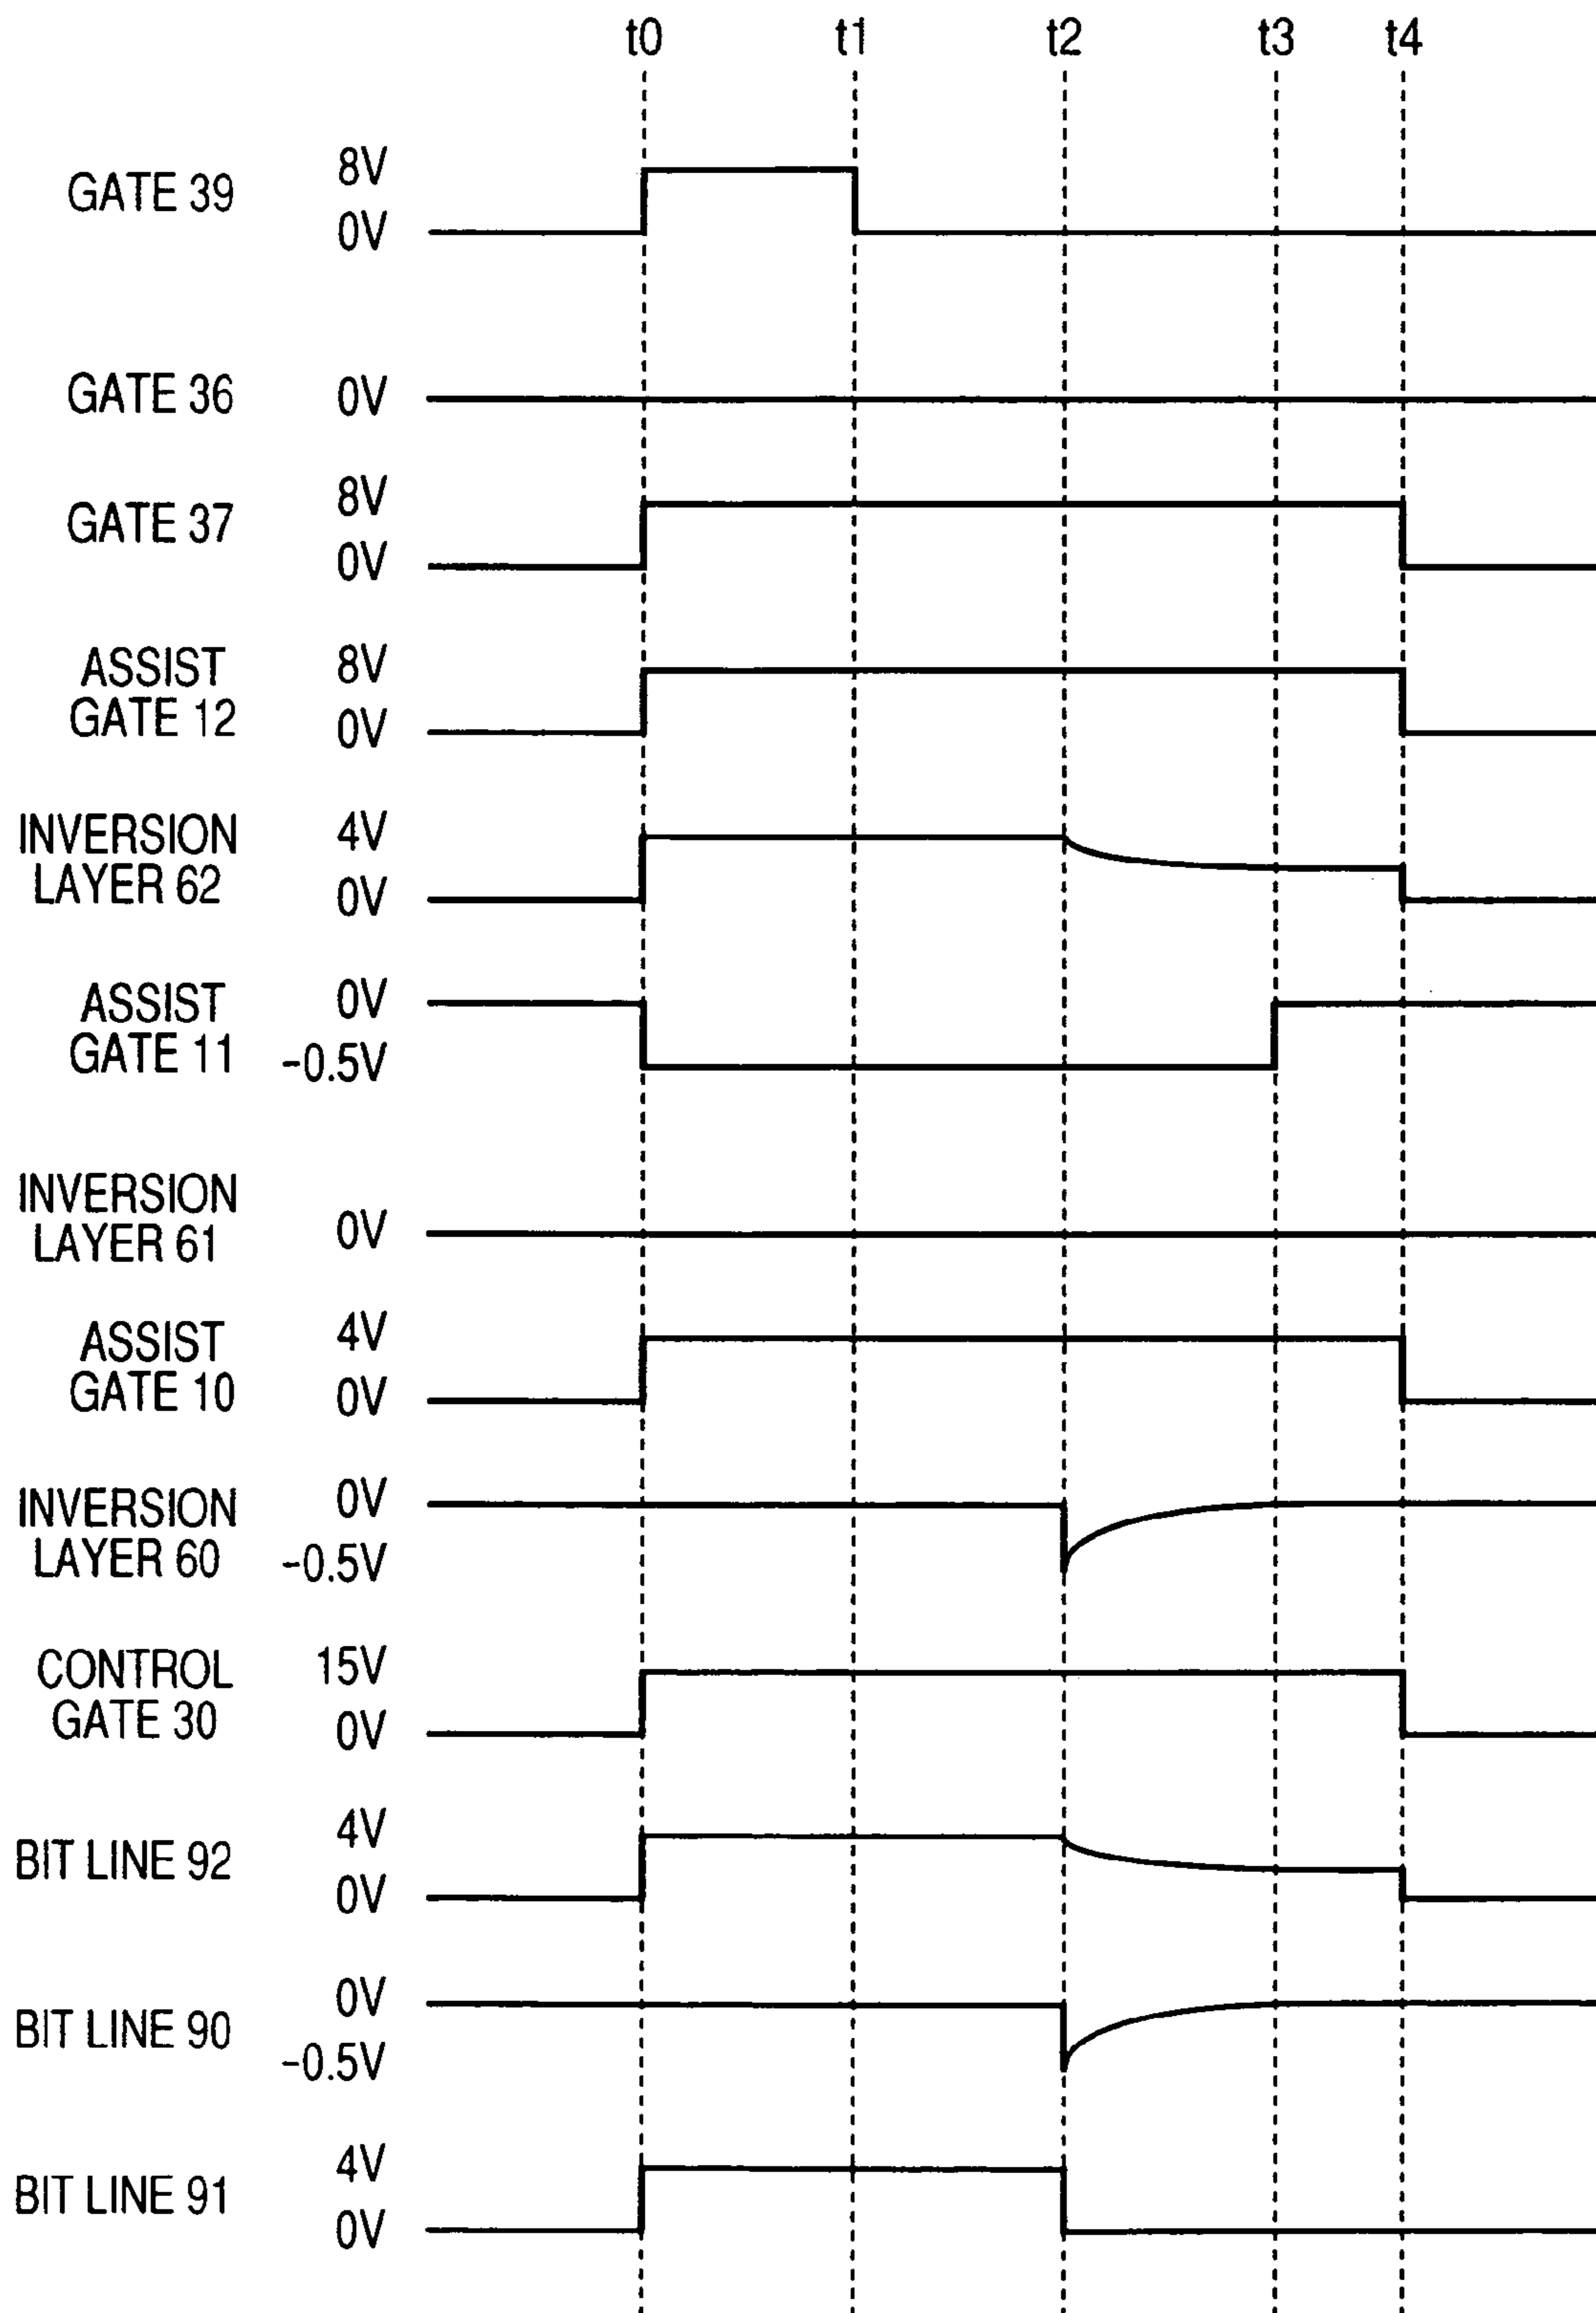 t0 t1 t2 t3 t4
8V
GATE 39
0V
GATE 36 0V
8V
GATE 37
0V
ASSIST 8V
GATE 12 0V
INVERSION 4V
LAYER 62 0V
ASSIST 0V
GATE 11 -0.5V
INVERSION
LAYER 61 0V
ASSIST 4V
GATE 10 0V
INVERSION 0V
LAYER 60 -0.5V
CONTROL 15V
GATE 30 0V
4V
BIT LINE 92
0V
0V
BIT LINE 90
-0.5V
4V
BIT LINE 91
0V